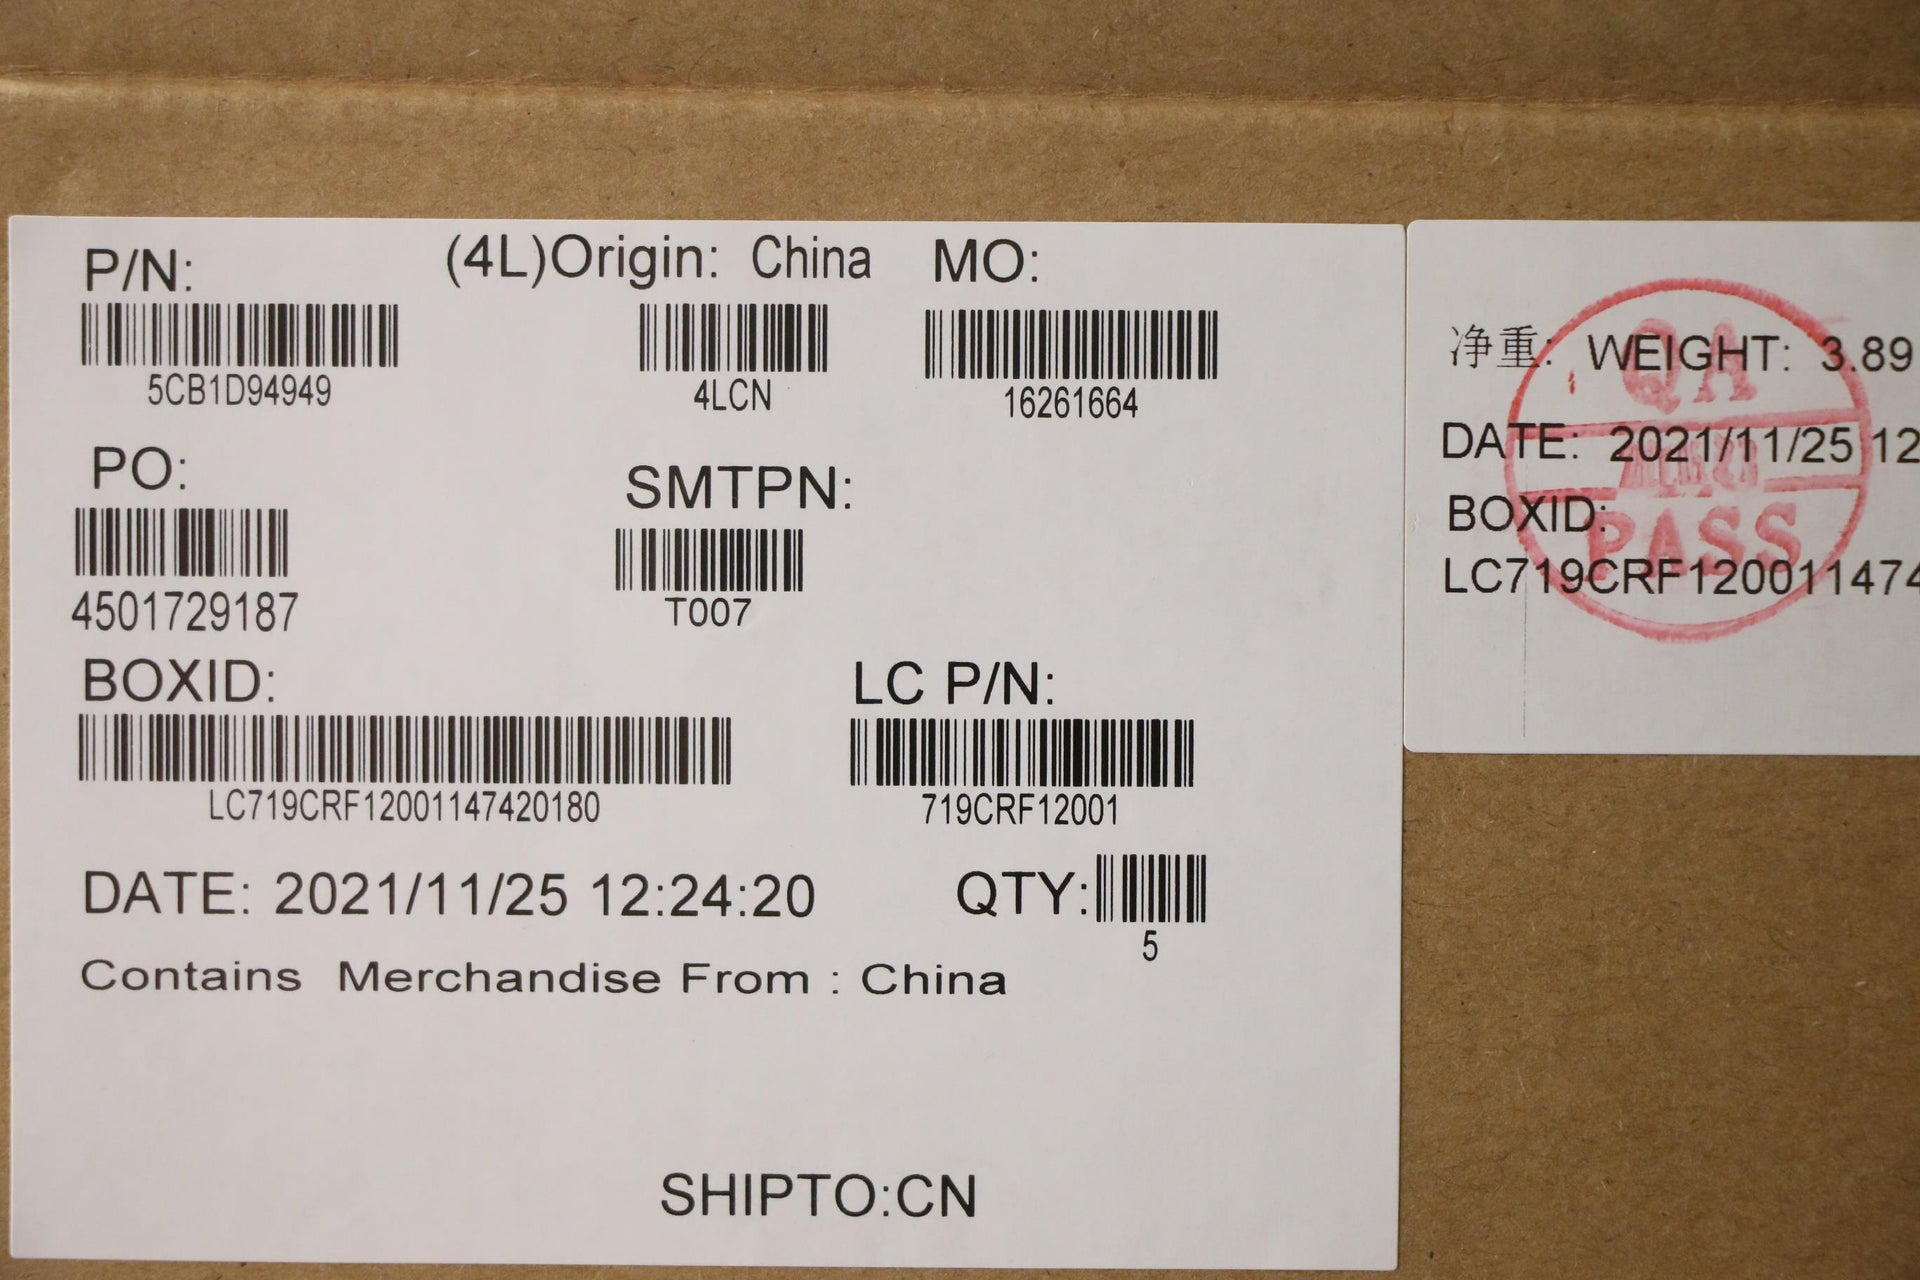 P/N: (4L)Origin: China MO:
5CB1D94949 4LCN 16261664
PO: SMTPN:
4501729187 T007
BOXID: LC P/N:
LC719CRF12001147420180 719CRF12001
DATE: 2021/11/25 12:24:20 QTY:
5
Contains Merchandise From : China
SHIPTO:CN
净重: WEIGHT: 3.89
DATE: 2021/11/25 12
BOXID:
LC719CRF120011474
QA
PASS